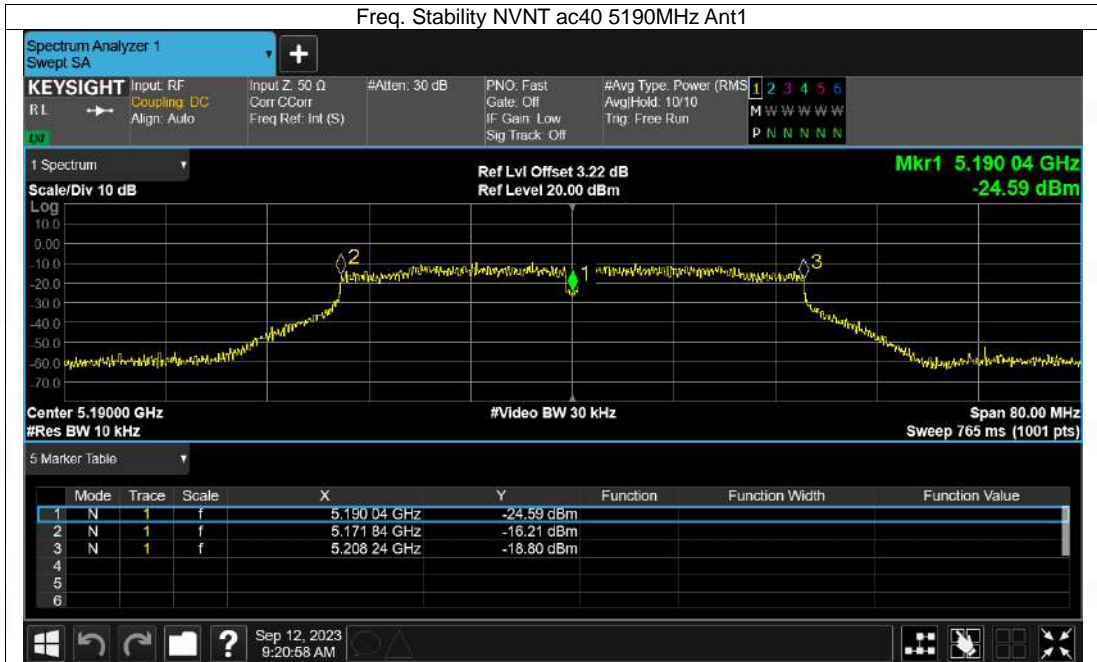 Freq. Stability NVNT ac40 5190MHz Ant1
Spectrum Analyzer 1
Swept SA
+
KEYSIGHT
RL
LXI
Input: RF
Coupling: DC
Align: Auto
Input Z: 50 Ω
Corr CCorr
Freq Ref: Int (S)
#Atten: 30 dB
PNO: Fast
Gate: Off
IF Gain: Low
Sig Track: Off
#Avg Type: Power (RMS
Avg|Hold: 10/10
Trig: Free Run
1 2 3 4 5 6
M W W W W W
P N N N N N
1 Spectrum
Scale/Div 10 dB
Ref Lvl Offset 3.22 dB
Ref Level 20.00 dBm
Mkr1 5.190 04 GHz
-24.59 dBm
Log
10.0
0.00
-10.0
-20.0
-30.0
-40.0
-50.0
-60.0
-70.0
2
1
3
Center 5.19000 GHz
#Res BW 10 kHz
#Video BW 30 kHz
Span 80.00 MHz
Sweep 765 ms (1001 pts)
5 Marker Table
Mode Trace Scale X Y Function Function Width Function Value
1 N 1 f 5.190 04 GHz -24.59 dBm
2 N 1 f 5.171 84 GHz -16.21 dBm
3 N 1 f 5.208 24 GHz -18.80 dBm
4
5
6
?
Sep 12, 2023
9:20:58 AM